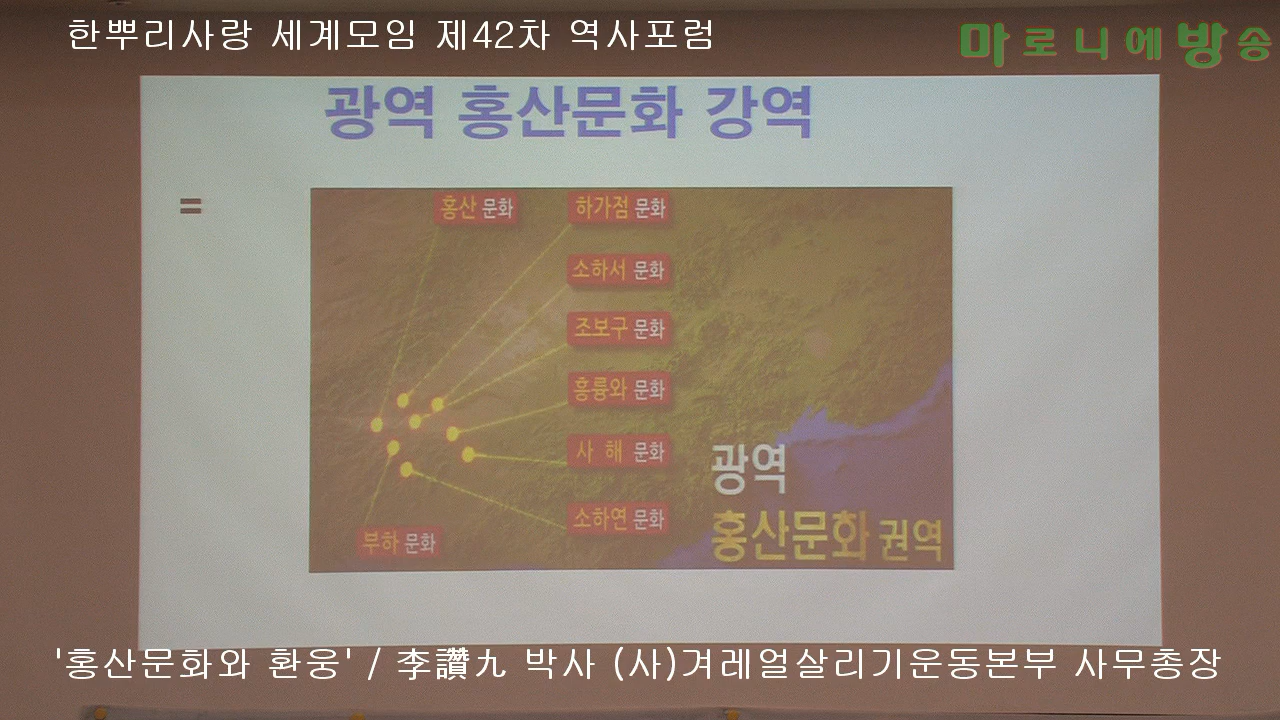 한뿌리사랑 세계모임 제42차 역사포럼
마로니에방송
광역 홍산문화 강역
=
홍산 문화
하가점 문화
소하서 문화
조보구 문화
흥륭와 문화
사 해 문화
소하연 문화
부하 문화
광역
홍산문화 권역
'홍산문화와 환웅' / 李讚九 박사 (사)겨레얼살리기운동본부 사무총장